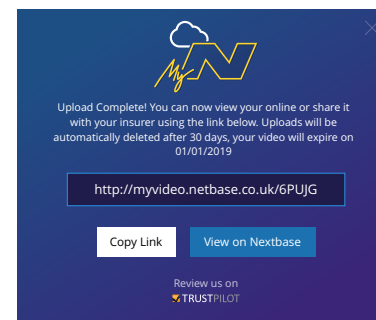 My N
Upload Complete! You can now view your online or share it
with your insurer using the link below. Uploads will be
automatically deleted after 30 days, your video will expire on
01/01/2019
http://myvideo.netbase.co.uk/6PUJG
Copy Link
View on Nextbase
Review us on
TRUSTPILOT